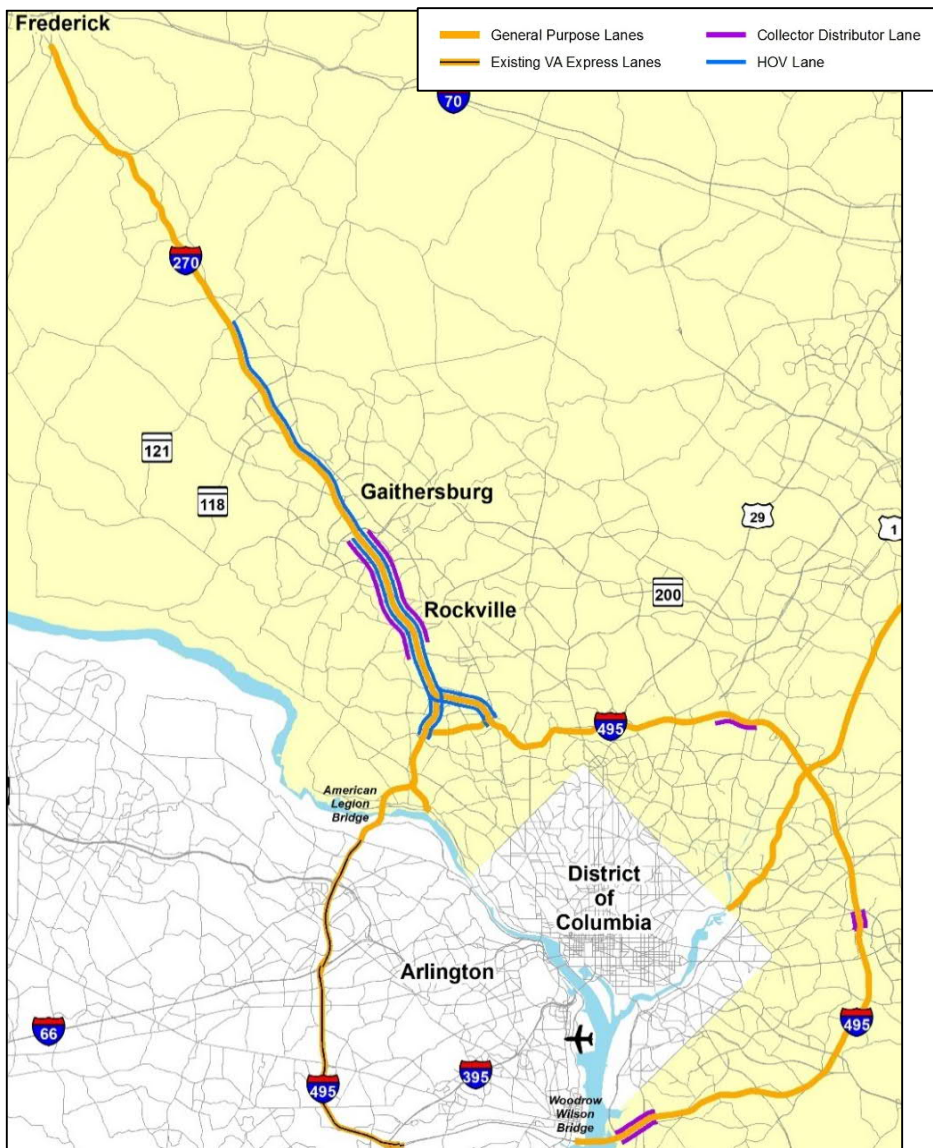 Frederick
General Purpose Lanes
Collector Distributor Lane
Existing VA Express Lanes
HOV Lane
70
270
121
118
Gaithersburg
29
1
Rockville
200
495
American
Legion
Bridge
District
of
Columbia
Arlington
66
495
395
495
Woodrow
Wilson
Bridge